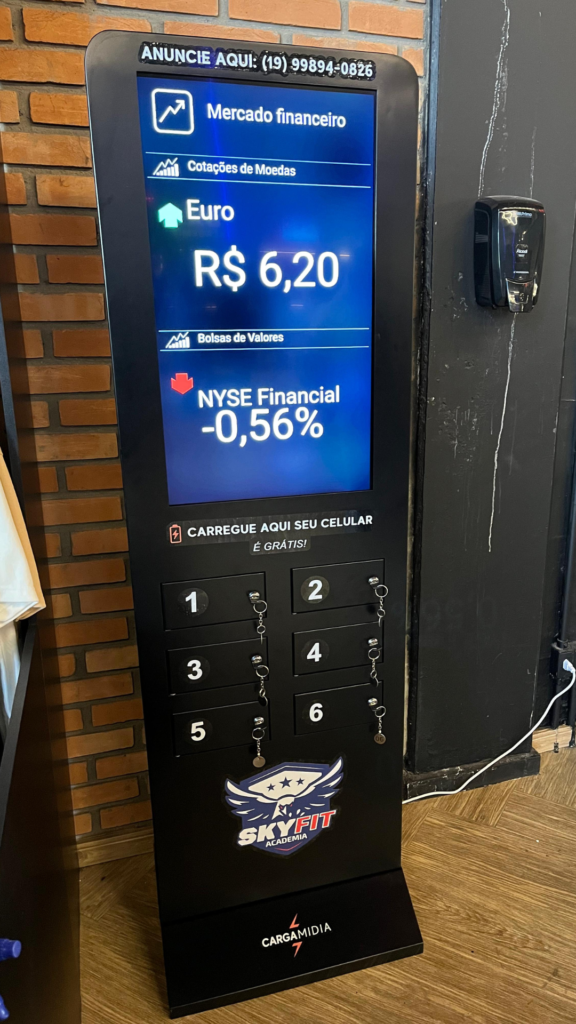 ANUNCIE AQUI: (19) 99894-0826
Mercado financeiro
Cotações de Moedas
Euro
R$ 6,20
Bolsas de Valores
NYSE Financial
-0,56%
CARREGUE AQUI SEU CELULAR
É GRÁTIS!
1
2
3
4
5
6
SKYFIT
ACADEMIA
CARGAMIDIA